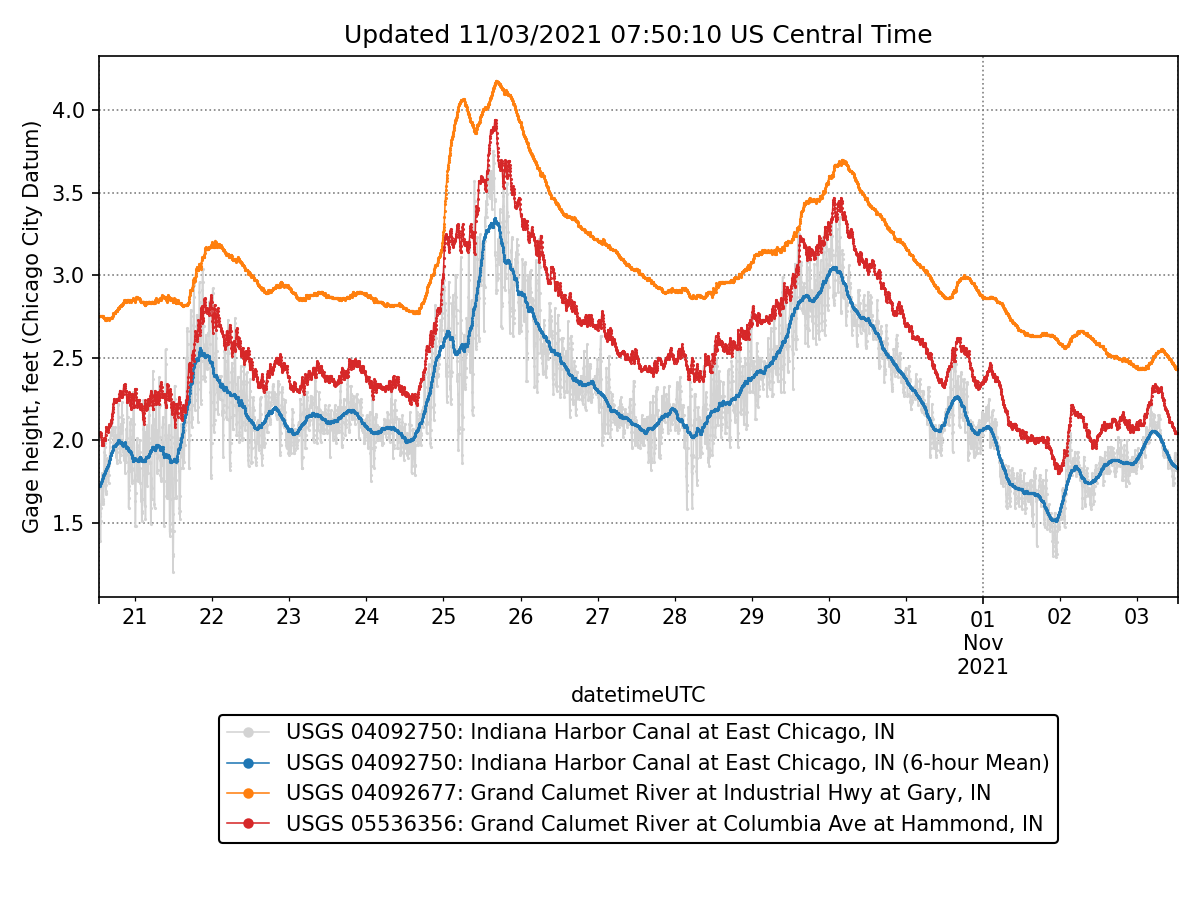 Updated 11/03/2021 07:50:10 US Central Time
Gage height, feet (Chicago City Datum)
4.0
3.5
3.0
2.5
2.0
1.5
21 22 23 24 25 26 27 28 29 30 31 01 02 03
Nov
2021
datetimeUTC
USGS 04092750: Indiana Harbor Canal at East Chicago, IN
USGS 04092750: Indiana Harbor Canal at East Chicago, IN (6-hour Mean)
USGS 04092677: Grand Calumet River at Industrial Hwy at Gary, IN
USGS 05536356: Grand Calumet River at Columbia Ave at Hammond, IN